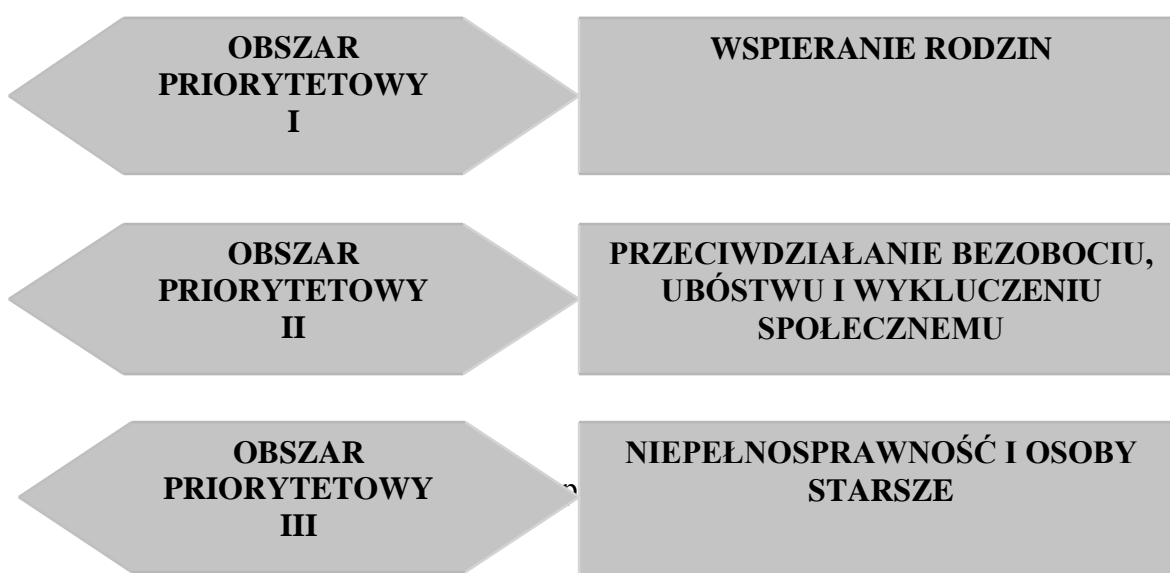 OBSZAR
PRIORYTETOWY
I
WSPIERANIE RODZIN
OBSZAR
PRIORYTETOWY
II
PRZECIWDZIAŁANIE BEZOBOCIU,
UBÓSTWU I WYKLUCZENIU
SPOŁECZNEMU
OBSZAR
PRIORYTETOWY
III
NIEPEŁNOSPRAWNOŚĆ I OSOBY
STARSZE